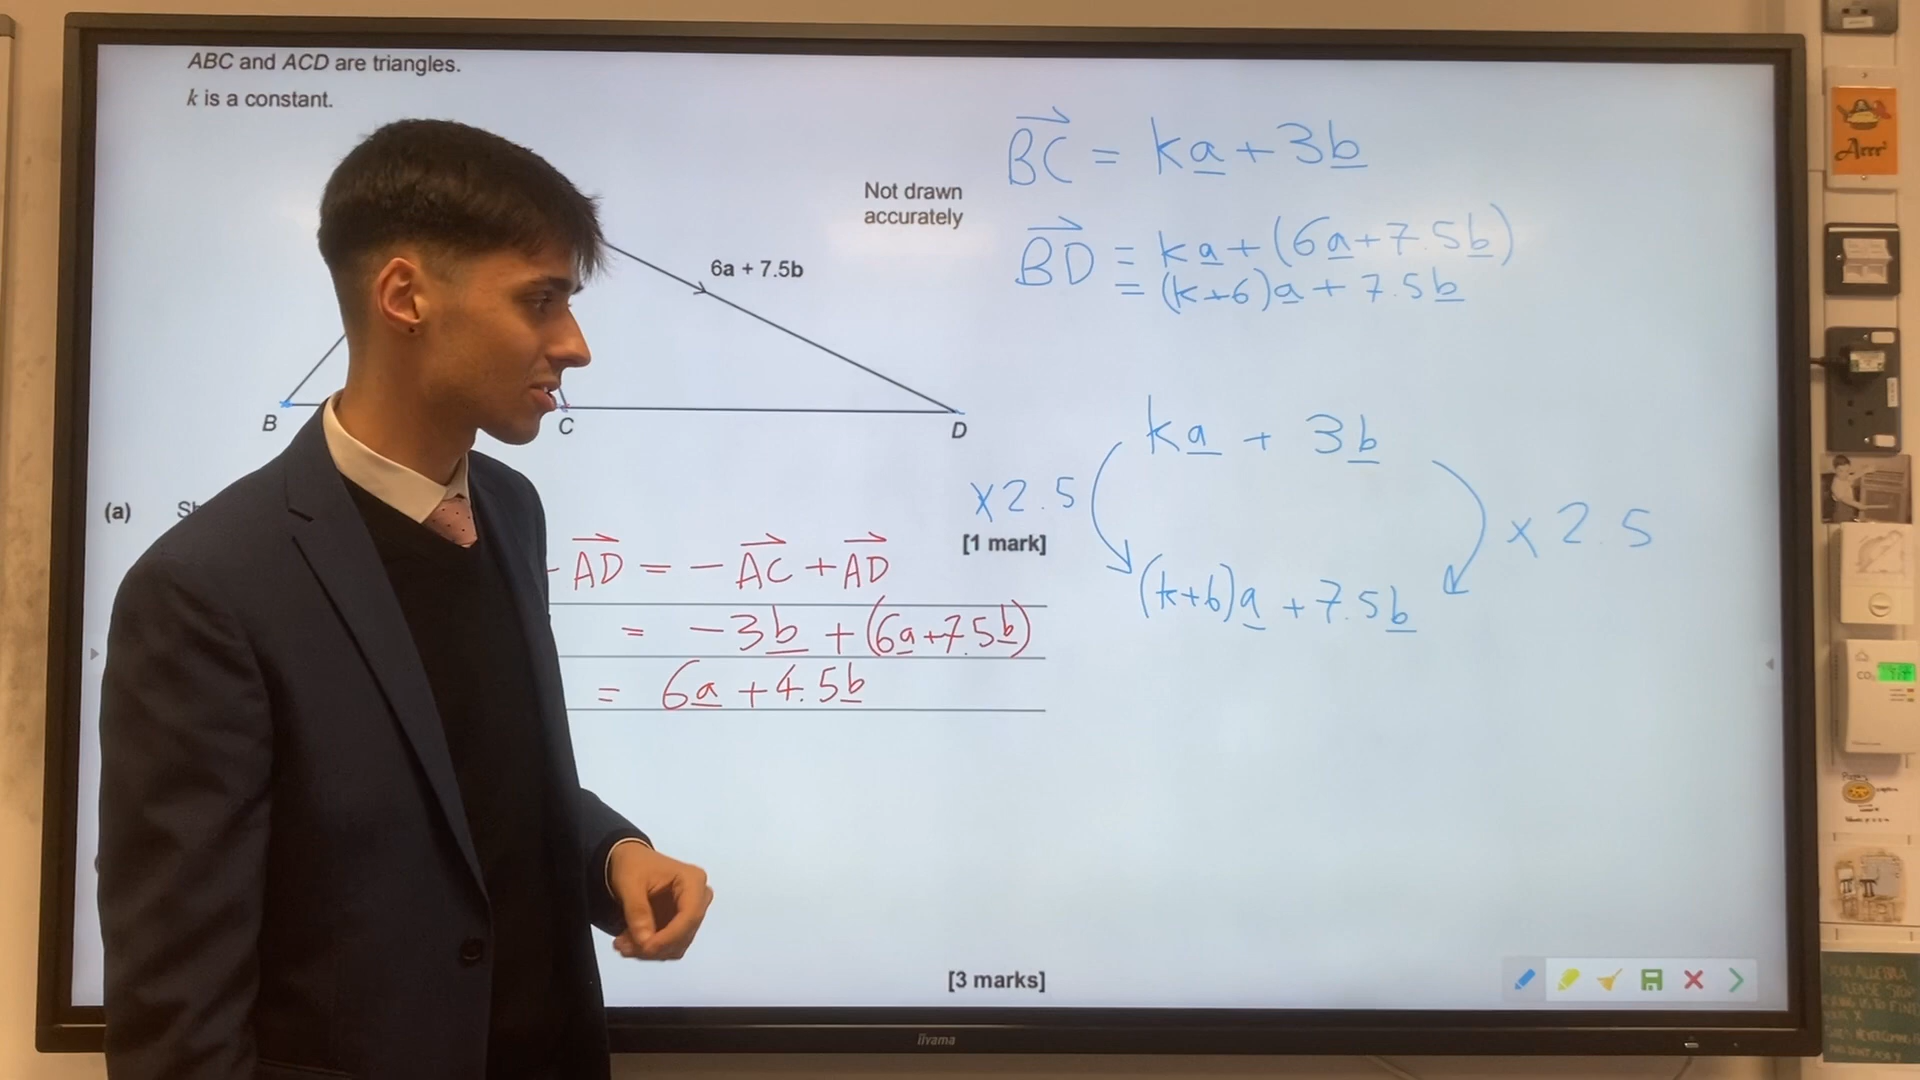 ABC and ACD are triangles.
k is a constant.
Not drawn
accurately
6a + 7.5b
B
C
D
(a)
[1 mark]
- AD = - AC + AD
= - 3b + (6a+7.5b)
= 6a + 4.5b
[3 marks]
BC = ka + 3b
BD = ka + (6a+7.5b)
= (k+6)a + 7.5b
ka + 3b
×2.5
×2.5
(k+6)a + 7.5b
iiyama
Arrr!
CO₂